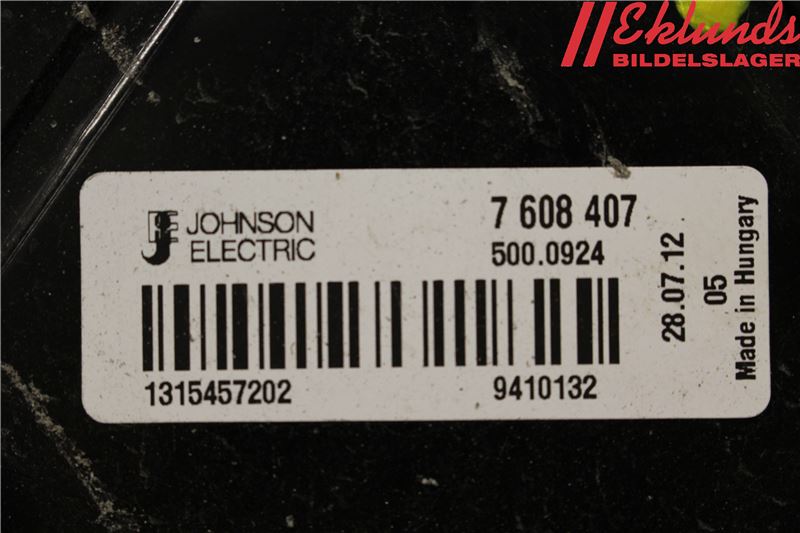 Eklunds
BILDELSLAGER
JOHNSON
ELECTRIC
7 608 407
500.0924
1315457202
9410132
28.07.12
05
Made in Hungary